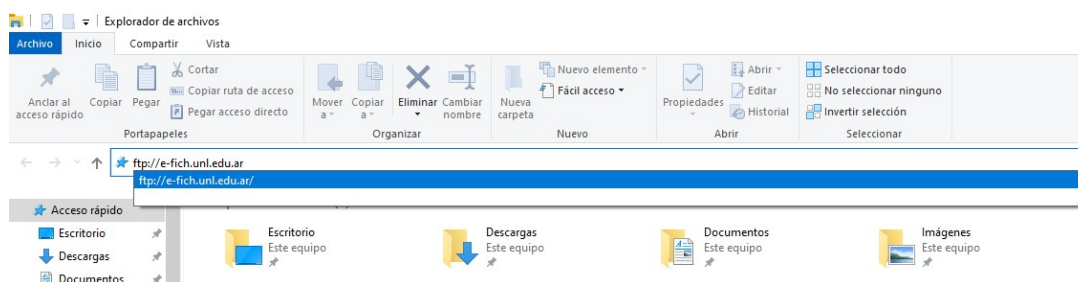 Explorador de archivos
Archivo Inicio Compartir Vista
Anclar al acceso rápido
Copiar
Pegar
Cortar
Copiar ruta de acceso
Pegar acceso directo
Portapapeles
Mover a
Copiar a
Eliminar
Cambiar nombre
Organizar
Nueva carpeta
Nuevo elemento
Fácil acceso
Nuevo
Propiedades
Abrir
Editar
Historial
Abrir
Seleccionar todo
No seleccionar ninguno
Invertir selección
Seleccionar
ftp://e-fich.unl.edu.ar
ftp://e-fich.unl.edu.ar/
Acceso rápido
Escritorio
Descargas
Documentos
Escritorio
Este equipo
Descargas
Este equipo
Documentos
Este equipo
Imágenes
Este equipo